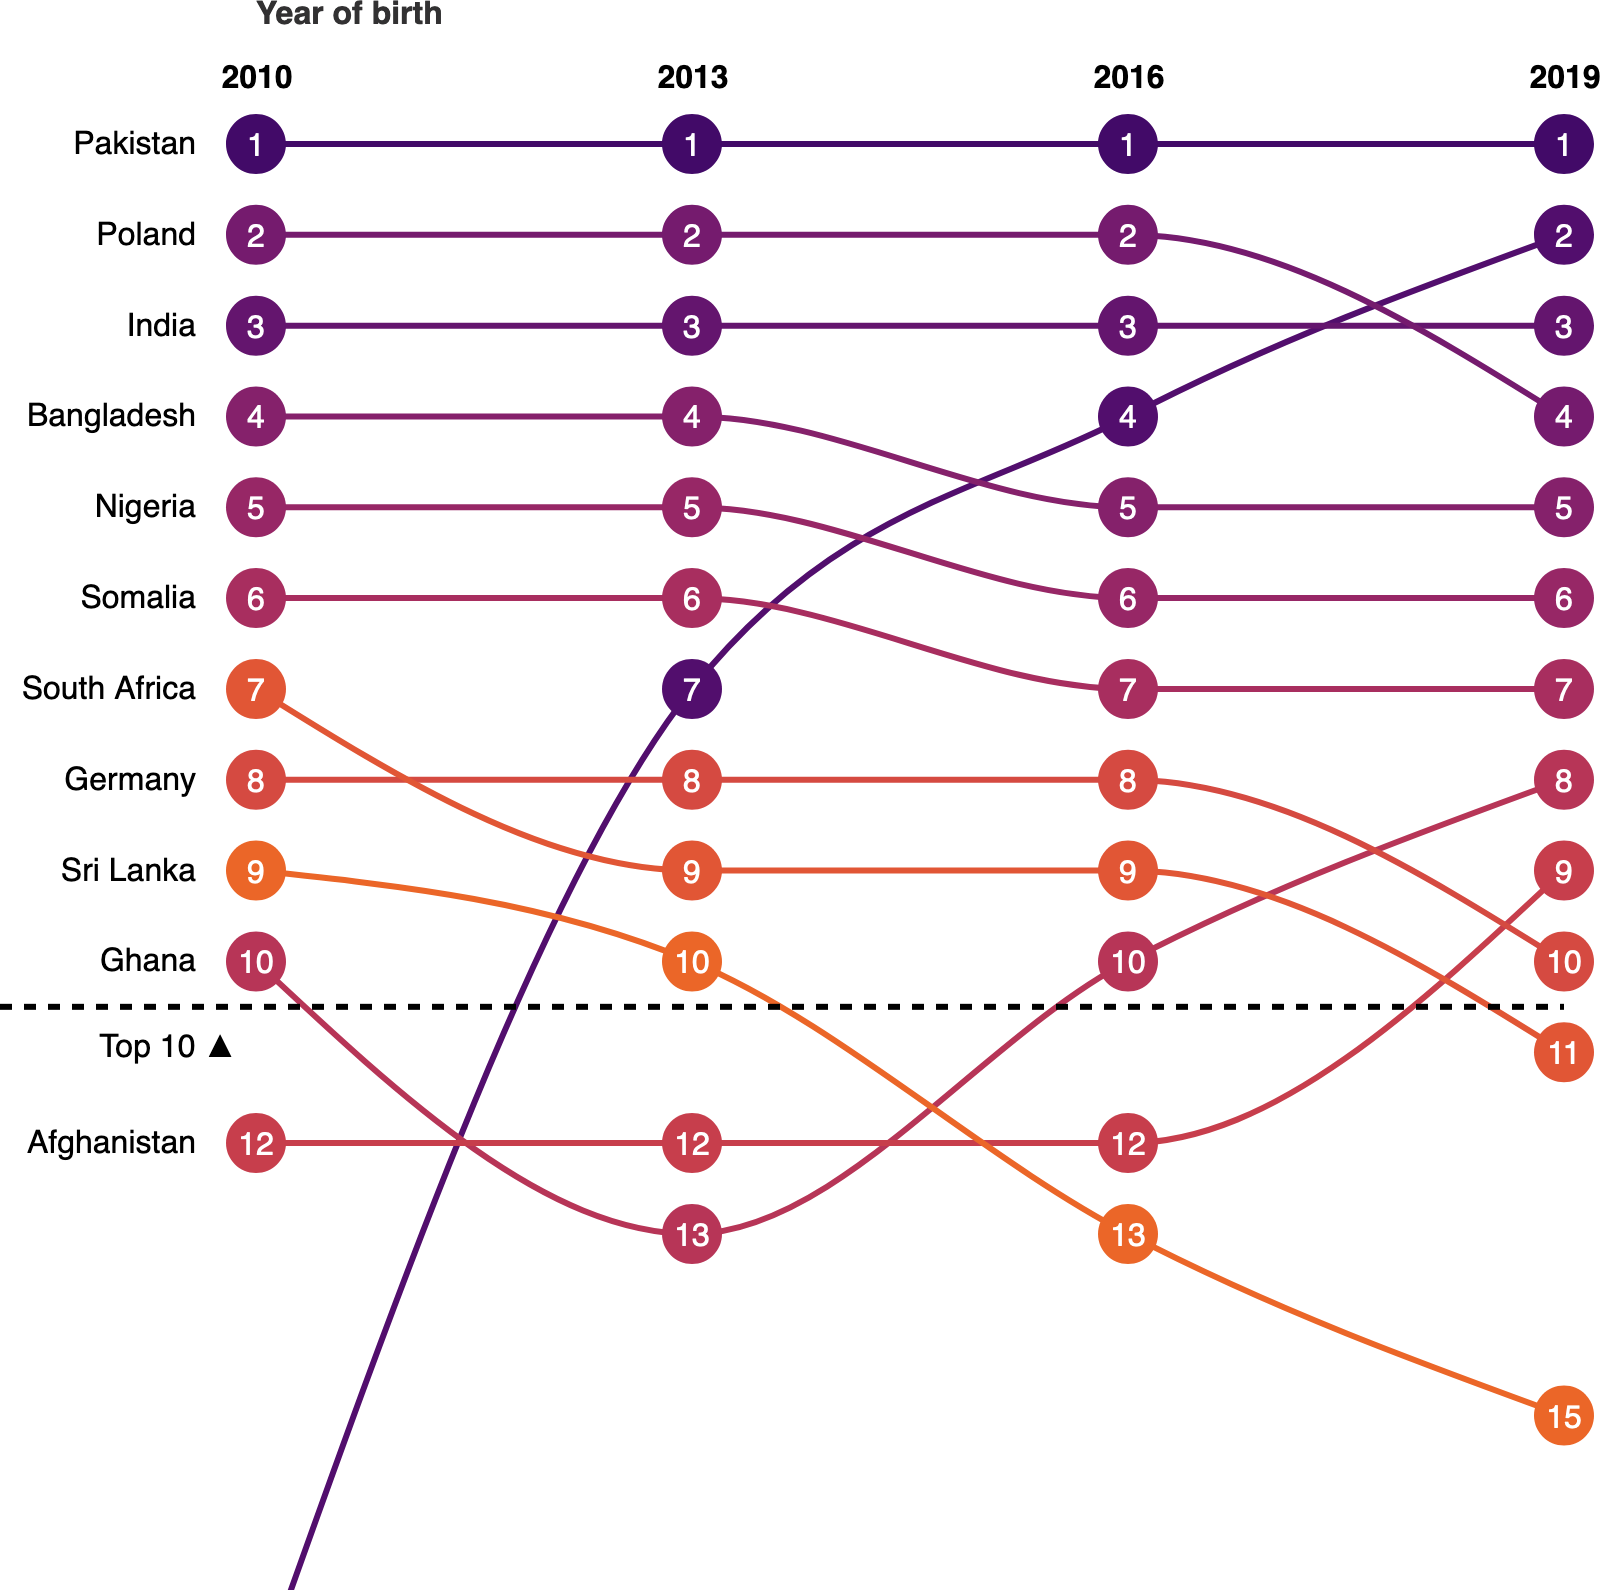 Year of birth
2010 2013 2016 2019
Pakistan 1 1 1 1
Poland 2 2 2 2
India 3 3 3 3
Bangladesh 4 4 4 4
Nigeria 5 5 5 5
Somalia 6 6 6 6
South Africa 7 7 7 7
Germany 8 8 8 8
Sri Lanka 9 9 9 9
Ghana 10 10 10 10
Top 10 ▲ 11
Afghanistan 12 12 12
13 13
15